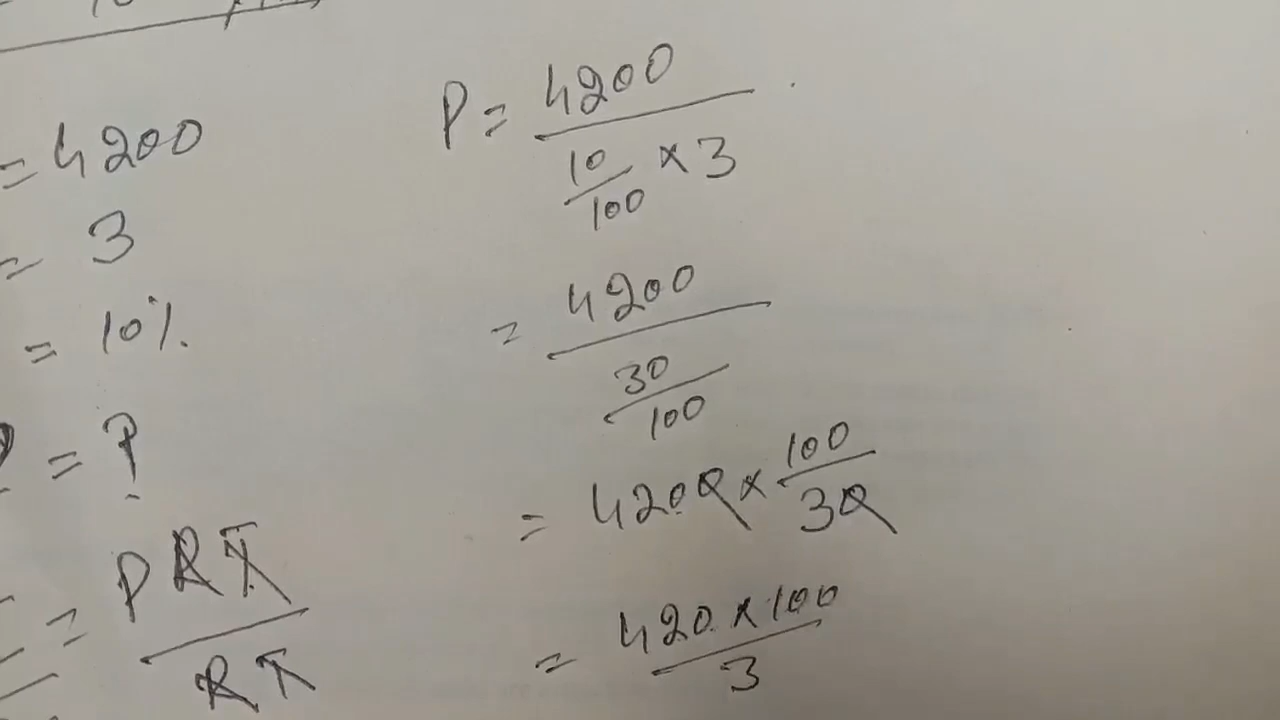 = 4200
= 3
= 10%.
= ?
= PRT
RT
P = 4200
10/100 × 3
= 4200
30/100
= 4200 × 100/30
= 420 × 100
3